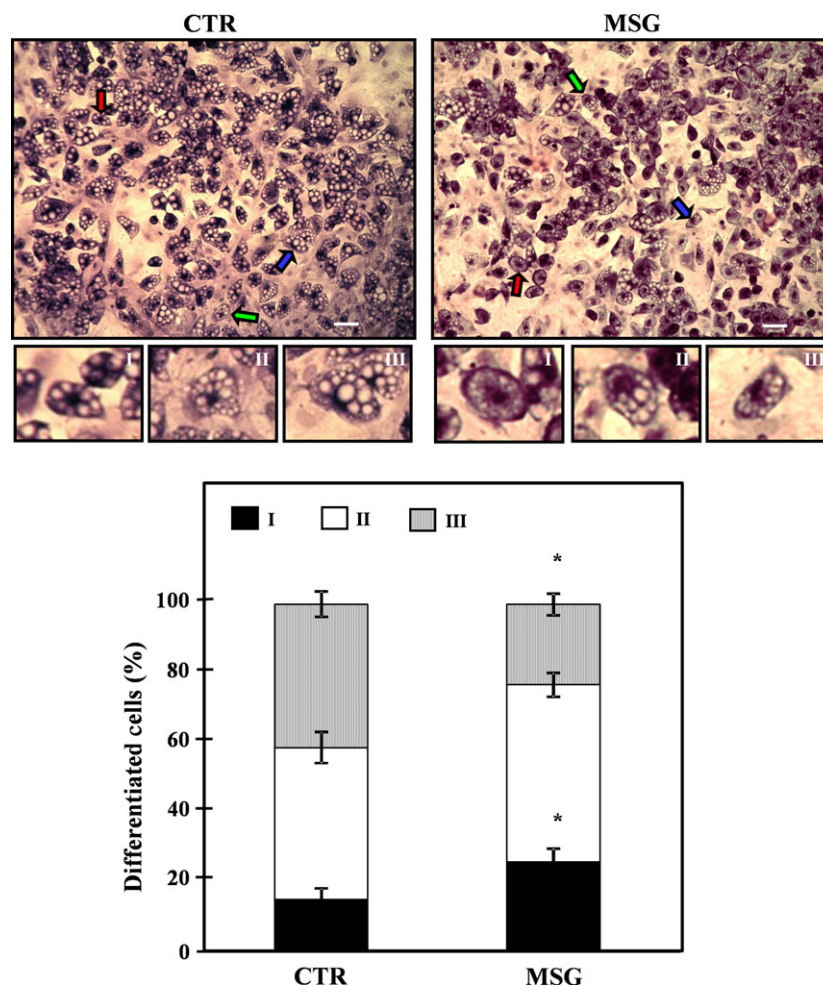 CTR MSG
I II III I II III
I II III
*
100
80
60
*
40
20
0
Differentiated cells (%)
CTR MSG